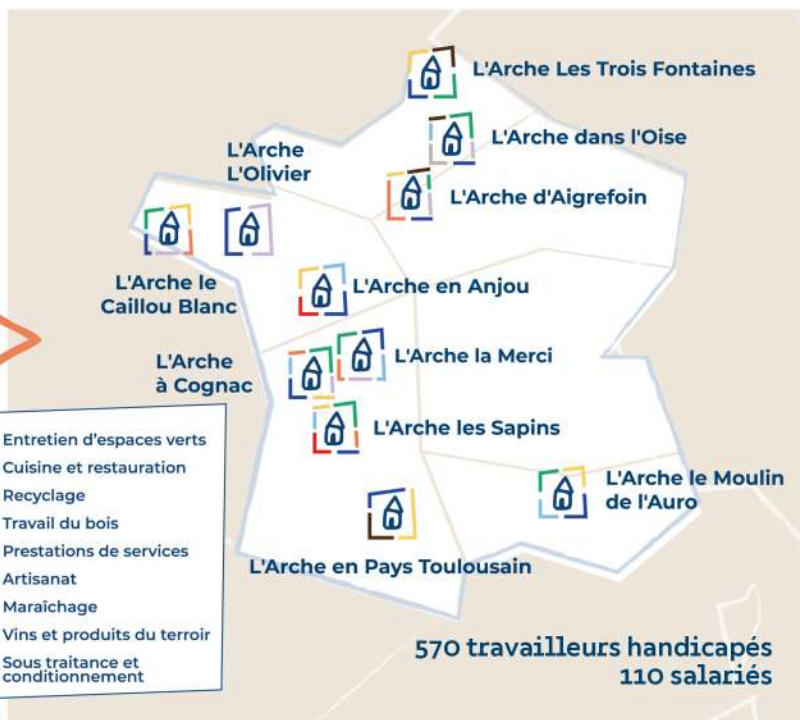 L'Arche Les Trois Fontaines
L'Arche dans l'Oise
L'Arche
L'Olivier
L'Arche d'Aigrefoin
L'Arche le
Caillou Blanc
L'Arche en Anjou
L'Arche la Merci
L'Arche
à Cognac
L'Arche les Sapins
L'Arche le Moulin
de l'Auro
L'Arche en Pays Toulousain
Entretien d'espaces verts
Cuisine et restauration
Recyclage
Travail du bois
Prestations de services
Artisanat
Maraîchage
Vins et produits du terroir
Sous traitance et
conditionnement
570 travailleurs handicapés
110 salariés